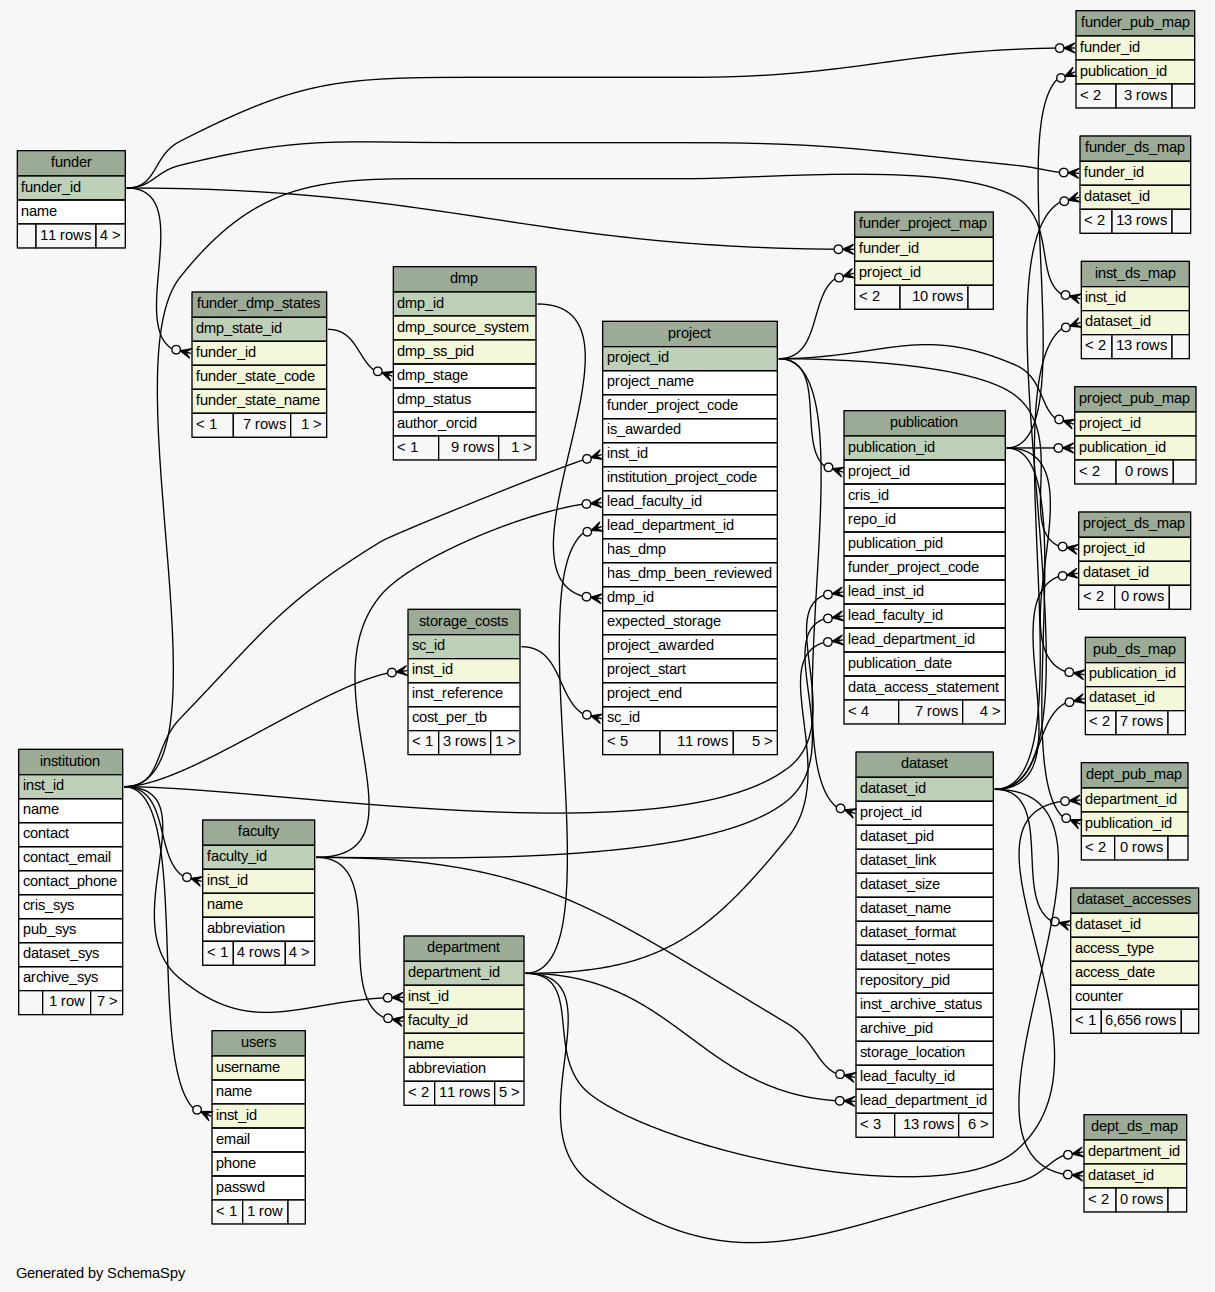 funder
funder_id
name
11 rows 4 >
funder_dmp_states
dmp_state_id
funder_id
funder_state_code
funder_state_name
< 1 7 rows 1 >
dmp
dmp_id
dmp_source_system
dmp_ss_pid
dmp_stage
dmp_status
author_orcid
< 1 9 rows 1 >
project
project_id
project_name
funder_project_code
is_awarded
inst_id
institution_project_code
lead_faculty_id
lead_department_id
has_dmp
has_dmp_been_reviewed
dmp_id
expected_storage
project_awarded
project_start
project_end
sc_id
< 5 11 rows 5 >
storage_costs
sc_id
inst_id
inst_reference
cost_per_tb
< 1 3 rows 1 >
institution
inst_id
name
contact
contact_email
contact_phone
cris_sys
pub_sys
dataset_sys
archive_sys
1 row 7 >
faculty
faculty_id
inst_id
name
abbreviation
< 1 4 rows 4 >
department
department_id
inst_id
faculty_id
name
abbreviation
< 2 11 rows 5 >
users
username
name
inst_id
email
phone
passwd
< 1 1 row
funder_project_map
funder_id
project_id
< 2 10 rows
publication
publication_id
project_id
cris_id
repo_id
publication_pid
funder_project_code
lead_inst_id
lead_faculty_id
lead_department_id
publication_date
data_access_statement
< 4 7 rows 4 >
dataset
dataset_id
project_id
dataset_pid
dataset_link
dataset_size
dataset_name
dataset_format
dataset_notes
repository_pid
inst_archive_status
archive_pid
storage_location
lead_faculty_id
lead_department_id
< 3 13 rows 6 >
funder_pub_map
funder_id
publication_id
< 2 3 rows
funder_ds_map
funder_id
dataset_id
< 2 13 rows
inst_ds_map
inst_id
dataset_id
< 2 13 rows
project_pub_map
project_id
publication_id
< 2 0 rows
project_ds_map
project_id
dataset_id
< 2 0 rows
pub_ds_map
publication_id
dataset_id
< 2 7 rows
dept_pub_map
department_id
publication_id
< 2 0 rows
dataset_accesses
dataset_id
access_type
access_date
counter
< 1 6,656 rows
dept_ds_map
department_id
dataset_id
< 2 0 rows
Generated by SchemaSpy